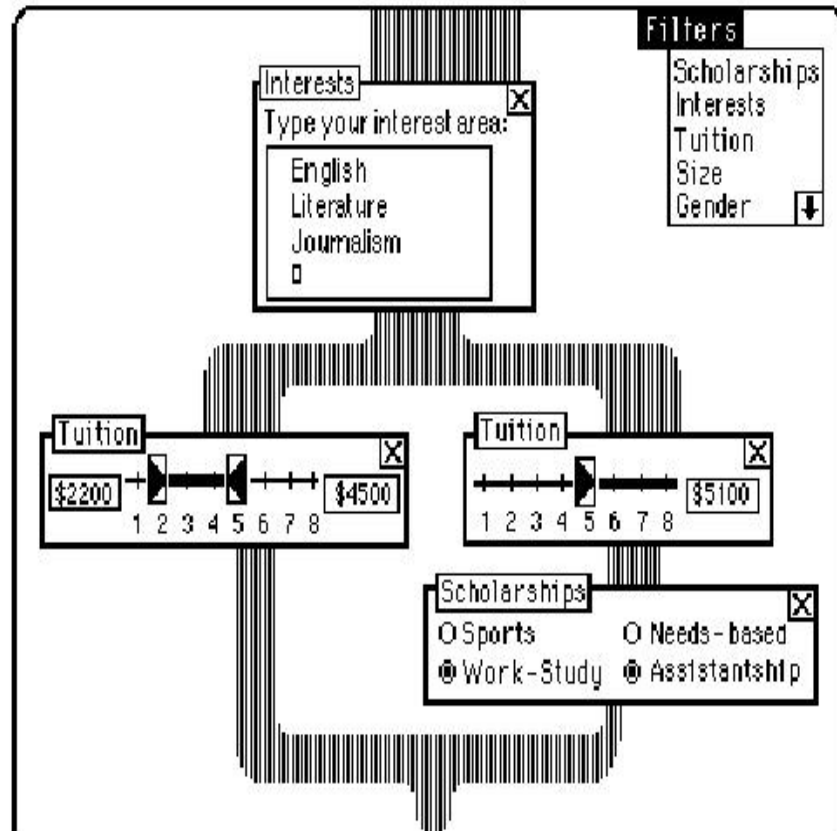 Filters
Scholarships
Interests
Tuition
Size
Gender
Interests
X
Type your interest area:
English
Literature
Journalism
Tuition
X
$2200
$4500
1 2 3 4 5 6 7 8
Tuition
X
$5100
1 2 3 4 5 6 7 8
Scholarships
X
Sports
Needs-based
Work-Study
Assistantship